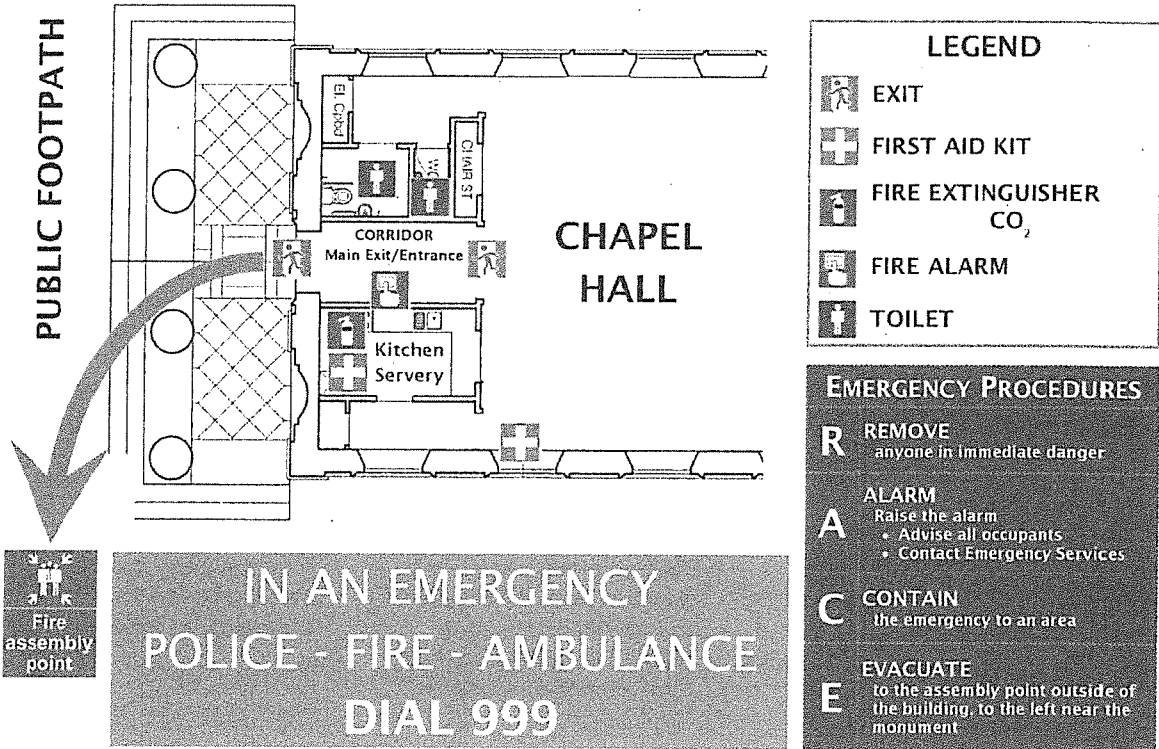 PUBLIC FOOTPATH
El. Cpbd
WC
CHAIR ST
CORRIDOR
Main Exit/Entrance
CHAPEL
HALL
Kitchen
Servery
LEGEND
EXIT
FIRST AID KIT
FIRE EXTINGUISHER
CO₂
FIRE ALARM
TOILET
EMERGENCY PROCEDURES
R REMOVE
anyone in immediate danger
A ALARM
Raise the alarm
• Advise all occupants
• Contact Emergency Services
C CONTAIN
the emergency to an area
E EVACUATE
to the assembly point outside of
the building, to the left near the
monument
Fire
assembly
point
IN AN EMERGENCY
POLICE - FIRE - AMBULANCE
DIAL 999